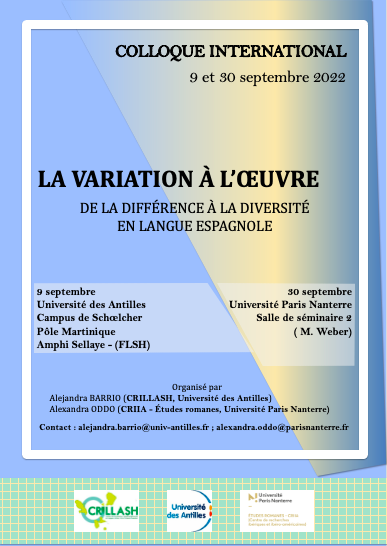 COLLOQUE INTERNATIONAL
9 et 30 septembre 2022
LA VARIATION À L'ŒUVRE
DE LA DIFFÉRENCE À LA DIVERSITÉ
EN LANGUE ESPAGNOLE
9 septembre
Université des Antilles
Campus de Schœlcher
Pôle Martinique
Amphi Sellaye - (FLSH)
30 septembre
Université Paris Nanterre
Salle de séminaire 2
( M. Weber)
Organisé par
Alejandra BARRIO (CRILLASH, Université des Antilles)
Alexandra ODDO (CRIIA - Études romanes, Université Paris Nanterre)
Contact : alejandra.barrio@univ-antilles.fr ; alexandra.oddo@parisnanterre.fr
CRILLASH
Université
des Antilles
Université
Paris Nanterre
ÉTUDES ROMANES - CRIIA